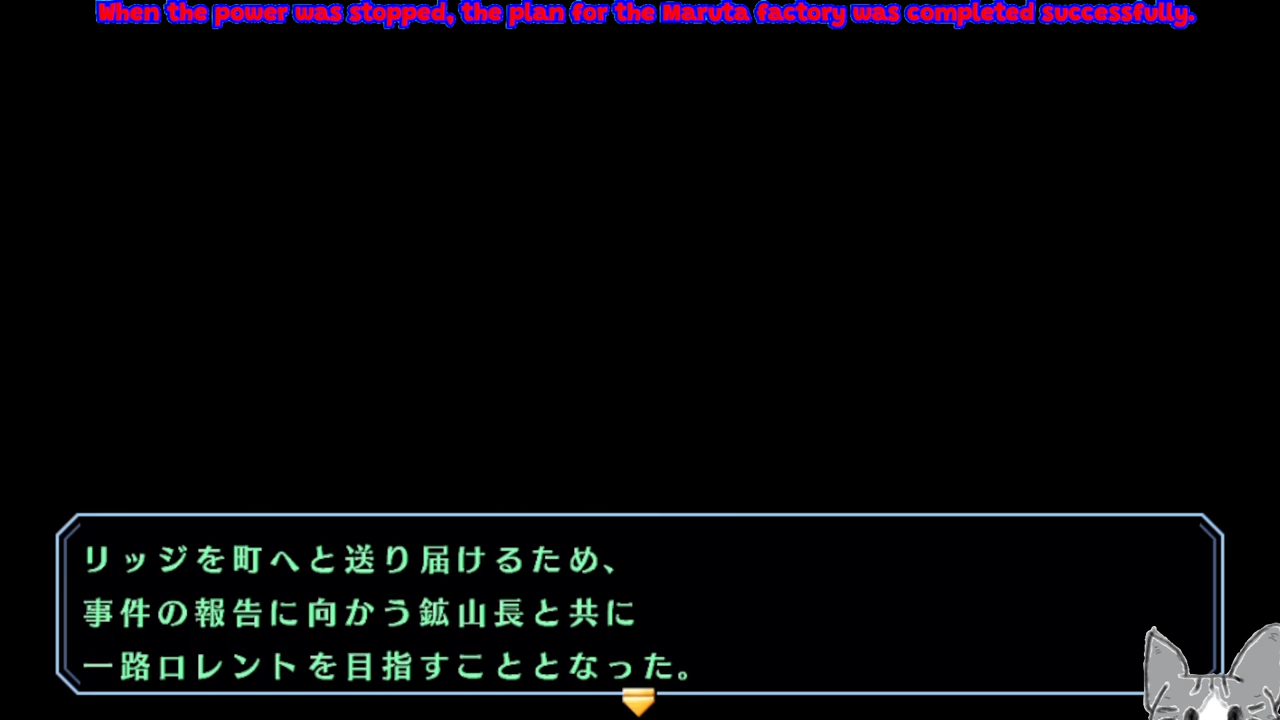 When the power was stopped, the plan for the Maruta factory was completed successfully.
リッジを町へと送り届けるため、
事件の報告に向かう鉱山長と共に
一路ロレントを目指すこととなった。